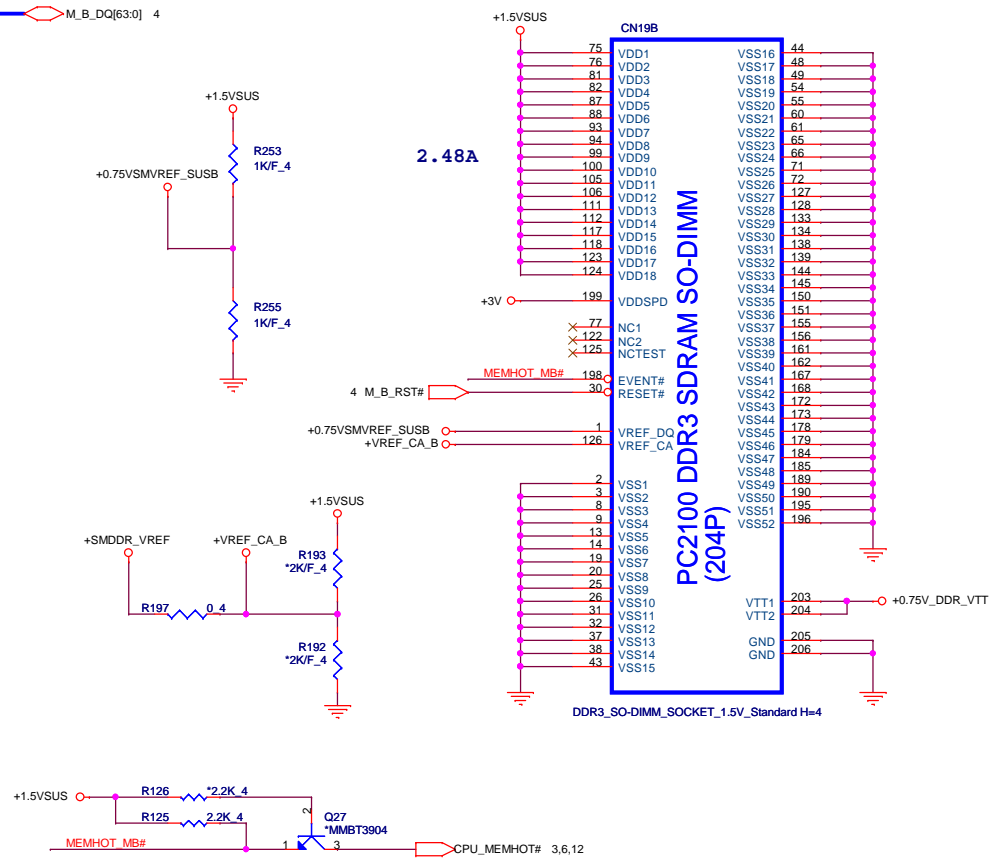 M_B_DQ[63:0] 4
+1.5VSUS
R253
1K/F_4
+0.75VSMVREF_SUSB
R255
1K/F_4
+SMDDR_VREF
+VREF_CA_B
+1.5VSUS
R193
*2K/F_4
R197 0_4
R192
*2K/F_4
+1.5VSUS
CN19B
2.48A
75 VDD1
76 VDD2
81 VDD3
82 VDD4
87 VDD5
88 VDD6
93 VDD7
94 VDD8
99 VDD9
100 VDD10
105 VDD11
106 VDD12
111 VDD13
112 VDD14
117 VDD15
118 VDD16
123 VDD17
124 VDD18
+3V 199 VDDSPD
77 NC1
122 NC2
125 NCTEST
MEMHOT_MB# 198 EVENT#
4 M_B_RST# 30 RESET#
+0.75VSMVREF_SUSB 1 VREF_DQ
+VREF_CA_B 126 VREF_CA
2 VSS1
3 VSS2
8 VSS3
9 VSS4
13 VSS5
14 VSS6
19 VSS7
20 VSS8
25 VSS9
26 VSS10
31 VSS11
32 VSS12
37 VSS13
38 VSS14
43 VSS15
PC2100 DDR3 SDRAM SO-DIMM
(204P)
VSS16 44
VSS17 48
VSS18 49
VSS19 54
VSS20 55
VSS21 60
VSS22 61
VSS23 65
VSS24 66
VSS25 71
VSS26 72
VSS27 127
VSS28 128
VSS29 133
VSS30 134
VSS31 138
VSS32 139
VSS33 144
VSS34 145
VSS35 150
VSS36 151
VSS37 155
VSS38 156
VSS39 161
VSS40 162
VSS41 167
VSS42 168
VSS43 172
VSS44 173
VSS45 178
VSS46 179
VSS47 184
VSS48 185
VSS49 189
VSS50 190
VSS51 195
VSS52 196
VTT1 203 +0.75V_DDR_VTT
VTT2 204
GND 205
GND 206
DDR3_SO-DIMM_SOCKET_1.5V_Standard H=4
+1.5VSUS
R126 *2.2K_4
R125 2.2K_4
2
Q27
*MMBT3904
MEMHOT_MB# 1 3 CPU_MEMHOT# 3,6,12